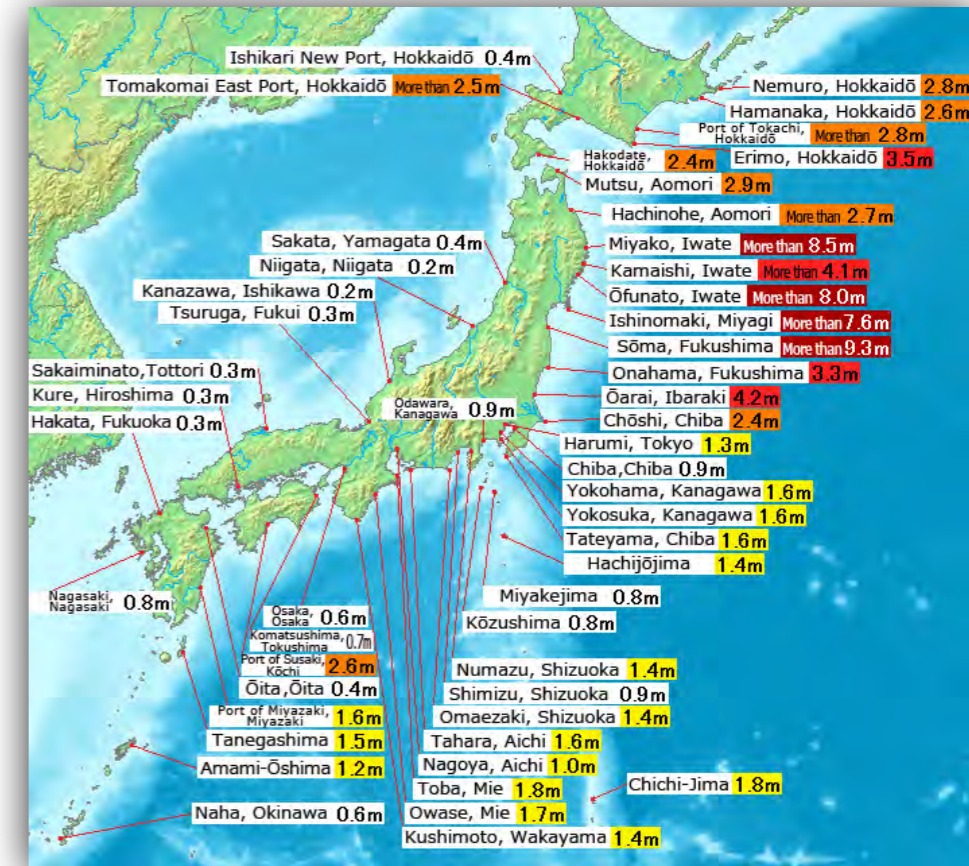 Ishikari New Port, Hokkaidō 0.4m
Tomakomai East Port, Hokkaidō More than 2.5m
Nemuro, Hokkaidō 2.8m
Hamanaka, Hokkaidō 2.6m
Port of Tokachi,
Hokkaidō More than 2.8m
Erimo, Hokkaidō 3.5m
Hakodate,
Hokkaidō 2.4m
Mutsu, Aomori 2.9m
Hachinohe, Aomori More than 2.7m
Miyako, Iwate More than 8.5m
Kamaishi, Iwate More than 4.1m
Ōfunato, Iwate More than 8.0m
Ishinomaki, Miyagi More than 7.6m
Sōma, Fukushima More than 9.3m
Onahama, Fukushima 3.3m
Ōarai, Ibaraki 4.2m
Chōshi, Chiba 2.4m
Sakata, Yamagata 0.4m
Niigata, Niigata 0.2m
Kanazawa, Ishikawa 0.2m
Tsuruga, Fukui 0.3m
Sakaiminato,Tottori 0.3m
Kure, Hiroshima 0.3m
Hakata, Fukuoka 0.3m
Odawara,
Kanagawa 0.9m
Harumi, Tokyo 1.3m
Chiba,Chiba 0.9m
Yokohama, Kanagawa 1.6m
Yokosuka, Kanagawa 1.6m
Tateyama, Chiba 1.6m
Hachijōjima 1.4m
Miyakejima 0.8m
Kōzushima 0.8m
Nagasaki,
Nagasaki 0.8m
Osaka,
Osaka 0.6m
Komatsushima,
Tokushima 0.7m
Port of Susaki,
Kōchi 2.6m
Ōita,Ōita 0.4m
Port of Miyazaki,
Miyazaki 1.6m
Tanegashima 1.5m
Amami-Ōshima 1.2m
Naha, Okinawa 0.6m
Numazu, Shizuoka 1.4m
Shimizu, Shizuoka 0.9m
Omaezaki, Shizuoka 1.4m
Tahara, Aichi 1.6m
Nagoya, Aichi 1.0m
Toba, Mie 1.8m
Owase, Mie 1.7m
Kushimoto, Wakayama 1.4m
Chichi-Jima 1.8m